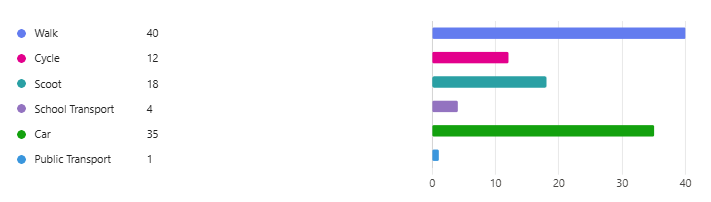 Walk 40
Cycle 12
Scoot 18
School Transport 4
Car 35
Public Transport 1
0 10 20 30 40